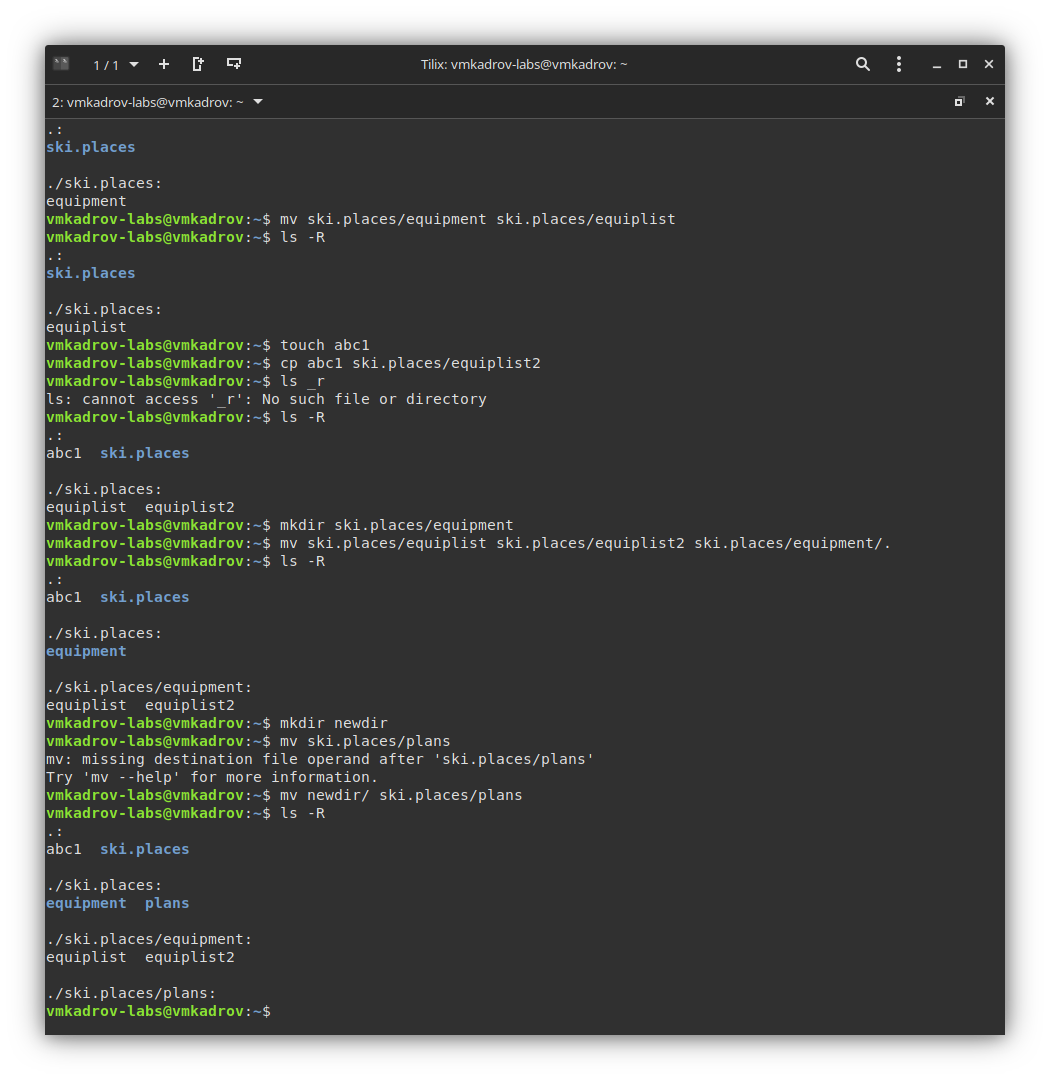 1 / 1
Tilix: vmkadrov-labs@vmkadrov: ~
2: vmkadrov-labs@vmkadrov: ~
.:
ski.places
./ski.places:
equipment
vmkadrov-labs@vmkadrov:~$ mv ski.places/equipment ski.places/equiplist
vmkadrov-labs@vmkadrov:~$ ls -R
.:
ski.places
./ski.places:
equiplist
vmkadrov-labs@vmkadrov:~$ touch abc1
vmkadrov-labs@vmkadrov:~$ cp abc1 ski.places/equiplist2
vmkadrov-labs@vmkadrov:~$ ls _r
ls: cannot access '_r': No such file or directory
vmkadrov-labs@vmkadrov:~$ ls -R
.:
abc1  ski.places
./ski.places:
equiplist  equiplist2
vmkadrov-labs@vmkadrov:~$ mkdir ski.places/equipment
vmkadrov-labs@vmkadrov:~$ mv ski.places/equiplist ski.places/equiplist2 ski.places/equipment/.
vmkadrov-labs@vmkadrov:~$ ls -R
.:
abc1  ski.places
./ski.places:
equipment
./ski.places/equipment:
equiplist  equiplist2
vmkadrov-labs@vmkadrov:~$ mkdir newdir
vmkadrov-labs@vmkadrov:~$ mv ski.places/plans
mv: missing destination file operand after 'ski.places/plans'
Try 'mv --help' for more information.
vmkadrov-labs@vmkadrov:~$ mv newdir/ ski.places/plans
vmkadrov-labs@vmkadrov:~$ ls -R
.:
abc1  ski.places
./ski.places:
equipment  plans
./ski.places/equipment:
equiplist  equiplist2
./ski.places/plans:
vmkadrov-labs@vmkadrov:~$